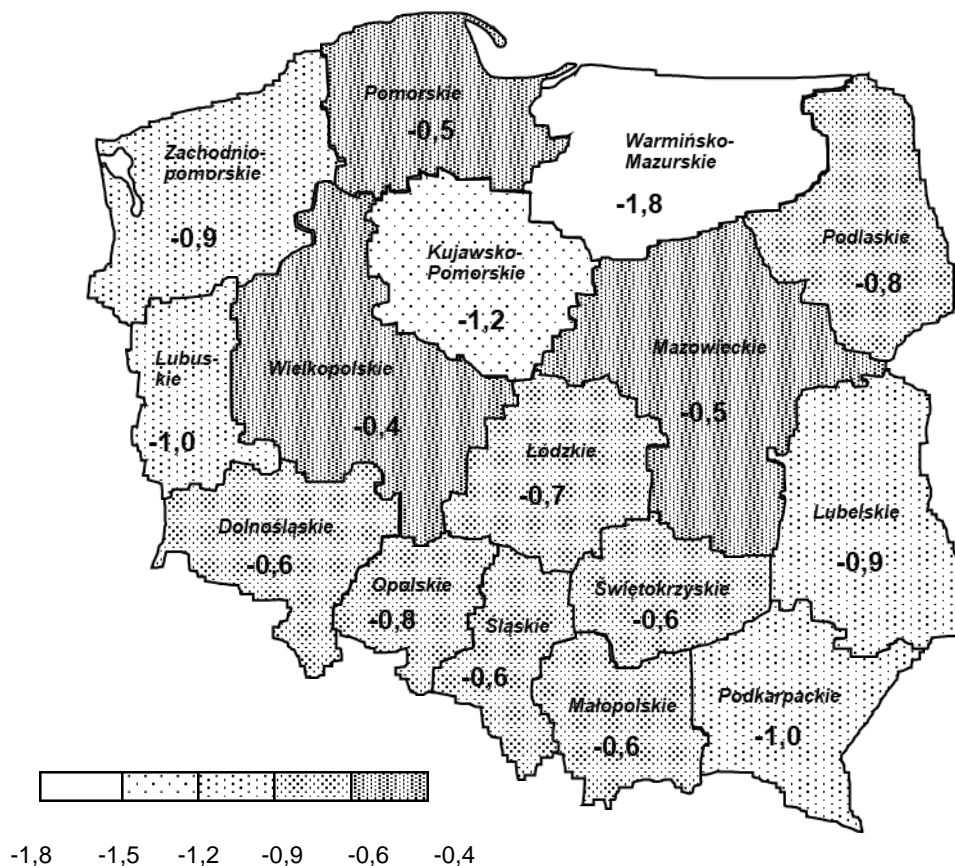 Pomorskie
-0,5
Warmińsko-
Mazurskie
-1,8
Zachodnio-
pomorskie
-0,9
Podlaskie
-0,8
Kujawsko-
Pomorskie
-1,2
Lubus-
kie
-1,0
Wielkopolskie
-0,4
Mazowieckie
-0,5
Łódzkie
-0,7
Lubelskie
-0,9
Dolnośląskie
-0,6
Opolskie
-0,8
Śląskie
-0,6
Świętokrzyskie
-0,6
Małopolskie
-0,6
Podkarpackie
-1,0
-1,8 -1,5 -1,2 -0,9 -0,6 -0,4